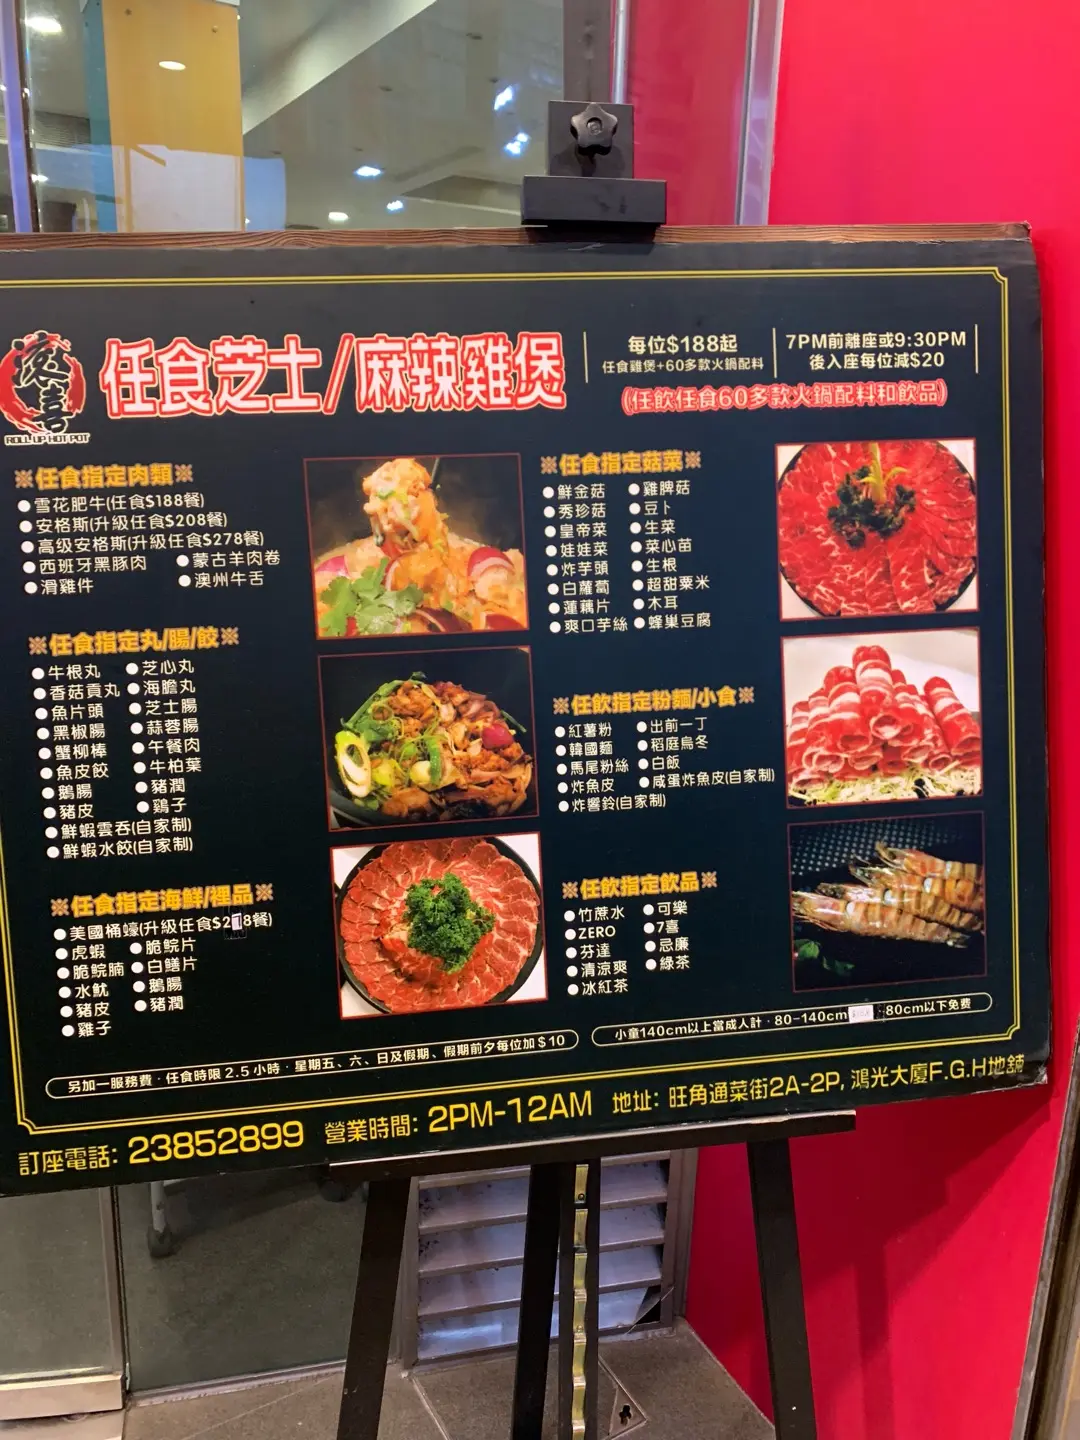 滾喜
ROLL UP HOT POT
任食芝士/麻辣雞煲
每位$188起
任食雞煲+60多款火鍋配料
7PM前離座或9:30PM
後入座每位減$20
(任飲任食60多款火鍋配料和飲品)
※任食指定肉類※
●雪花肥牛(任食$188餐)
●安格斯(升級任食$208餐)
●高级安格斯(升級任食$278餐)
●西班牙黑豚肉 ●蒙古羊肉卷
●滑雞件 ●澳州牛舌
※任食指定丸/腸/餃※
●牛根丸 ●芝心丸
●香菇貢丸 ●海膽丸
●魚片頭 ●芝士腸
●黑椒腸 ●蒜蓉腸
●蟹柳棒 ●午餐肉
●魚皮餃 ●牛柏葉
●鵝腸 ●豬潤
●豬皮 ●鷄子
●鮮蝦雲吞(自家制)
●鮮蝦水餃(自家制)
※任食指定海鮮/裡品※
●美國桶蠔(升級任食$2 8餐)
●虎蝦 ●脆鯇片
●脆鯇腩 ●白鱔片
●水魷 ●鵝腸
●豬皮 ●豬潤
●雞子
※任食指定菇菜※
●鮮金菇 ●雞脾菇
●秀珍菇 ●豆卜
●皇帝菜 ●生菜
●娃娃菜 ●菜心苗
●炸芋頭 ●生根
●白蘿蔔 ●超甜粟米
●蓮藕片 ●木耳
●爽口芋絲 ●蜂巢豆腐
※任飲指定粉麵/小食※
●紅薯粉 ●出前一丁
●韓國麵 ●稻庭烏冬
●馬尾粉絲 ●白飯
●炸魚皮 ●咸蛋炸魚皮(自家制)
●炸響鈴(自家制)
※任飲指定飲品※
●竹蔗水 ●可樂
●ZERO ●7喜
●芬達 ●忌廉
●清涼爽 ●綠茶
●冰紅茶
另加一服務費・任食時限2.5小時・星期五、六、日及假期、假期前夕每位加$10
小童140cm以上當成人計・80-140cm 80cm以下免費
訂座電話: 23852899 營業時間: 2PM-12AM 地址: 旺角通菜街2A-2P, 鴻光大廈F.G.H地舖